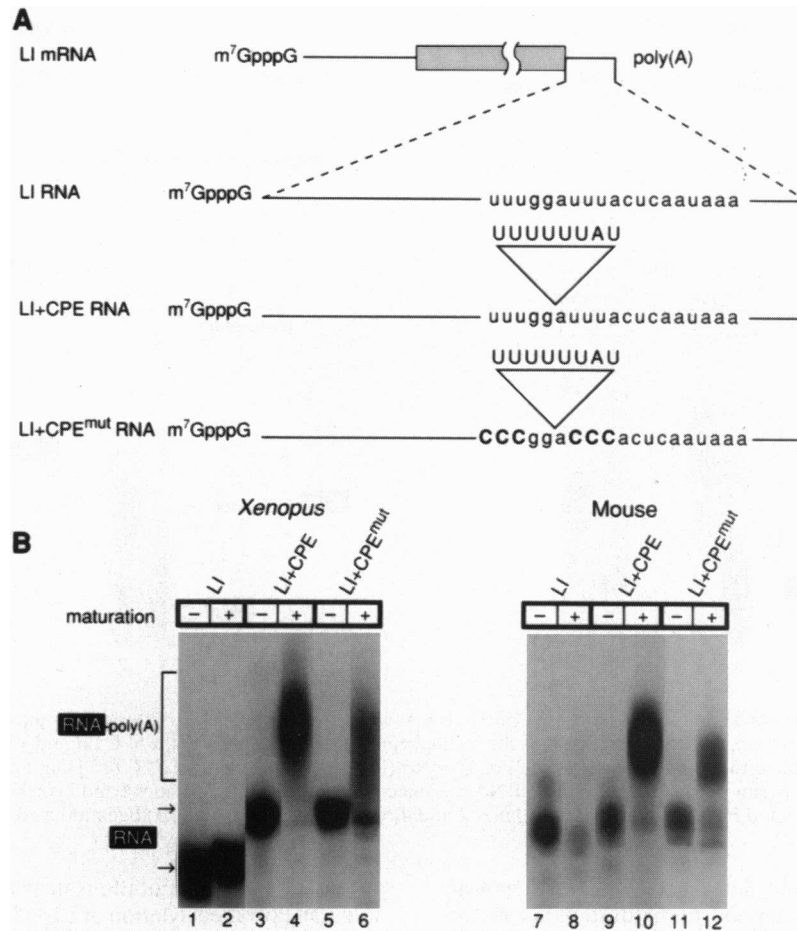 A
LI mRNA m⁷GpppG poly(A)
LI RNA m⁷GpppG uuuggauuuacucaauaaa
UUUUUUAU
LI+CPE RNA m⁷GpppG uuuggauuuacucaauaaa
UUUUUUAU
LI+CPEᵐᵘᵗ RNA m⁷GpppG CCCggaCCCacucaauaaa
Xenopus Mouse
B
LI LI+CPE LI+CPEᵐᵘᵗ LI LI+CPE LI+CPEᵐᵘᵗ
maturation − + − + − + − + − + − +
RNA-poly(A)
RNA
1 2 3 4 5 6 7 8 9 10 11 12